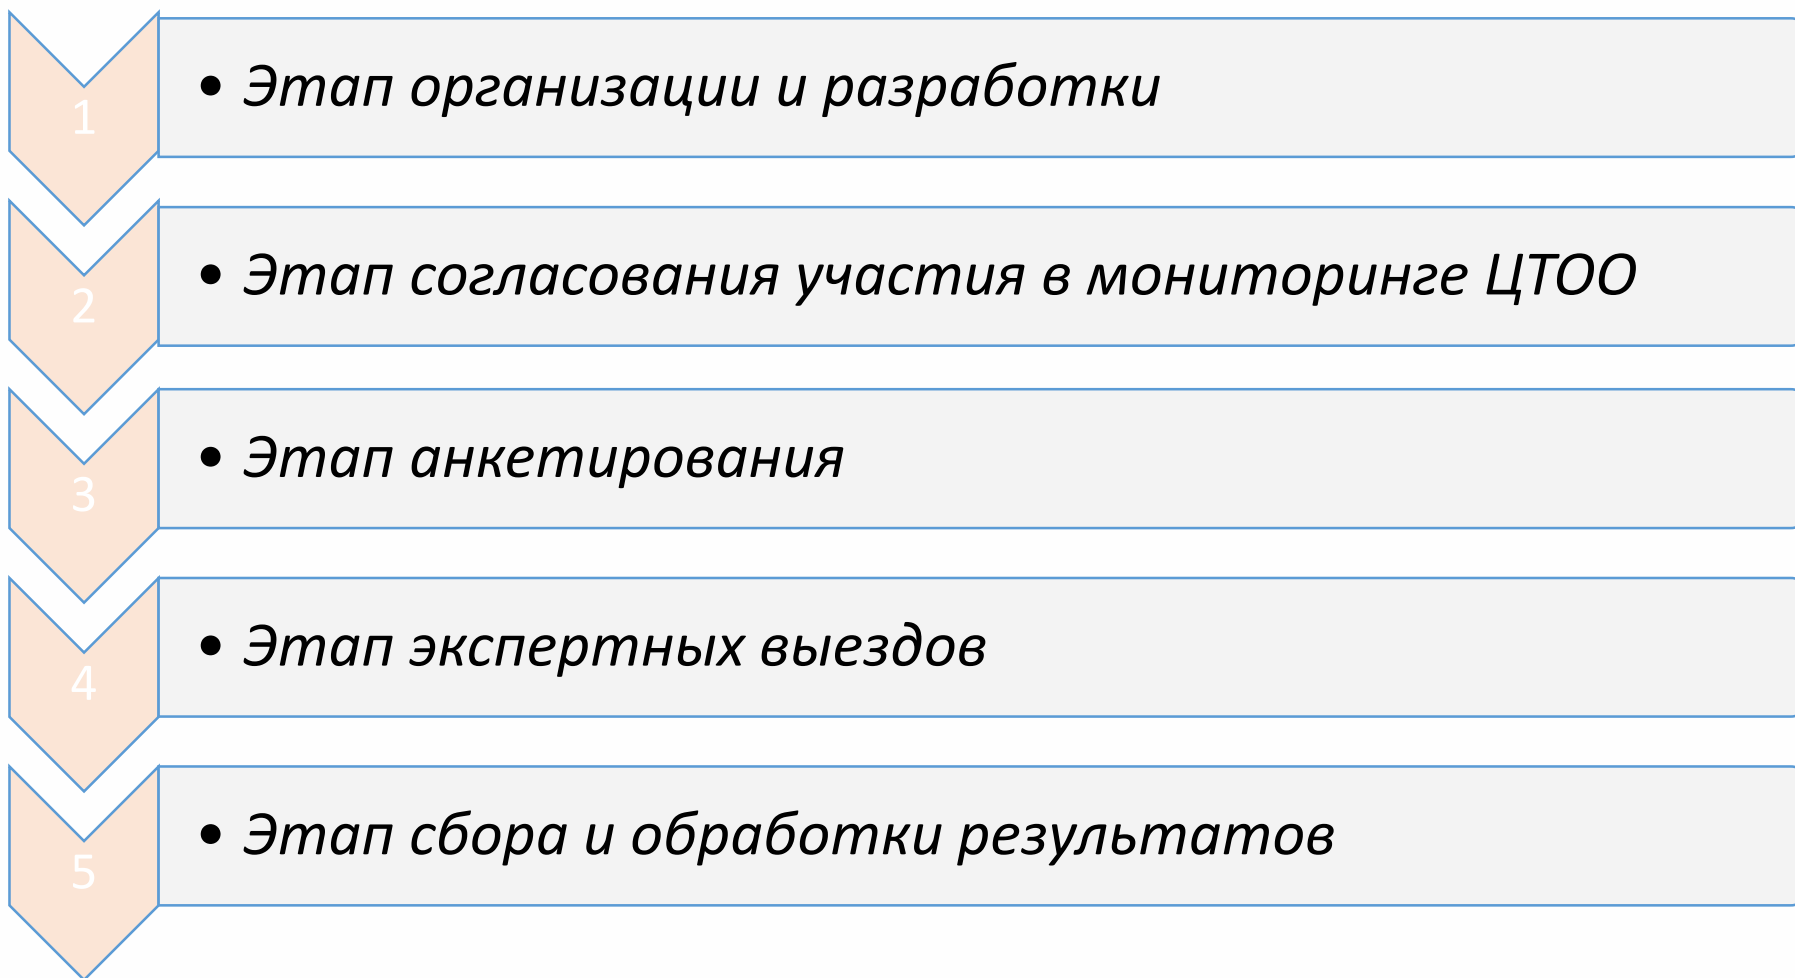 1
• Этап организации и разработки
2
• Этап согласования участия в мониторинге ЦТОО
3
• Этап анкетирования
4
• Этап экспертных выездов
5
• Этап сбора и обработки результатов